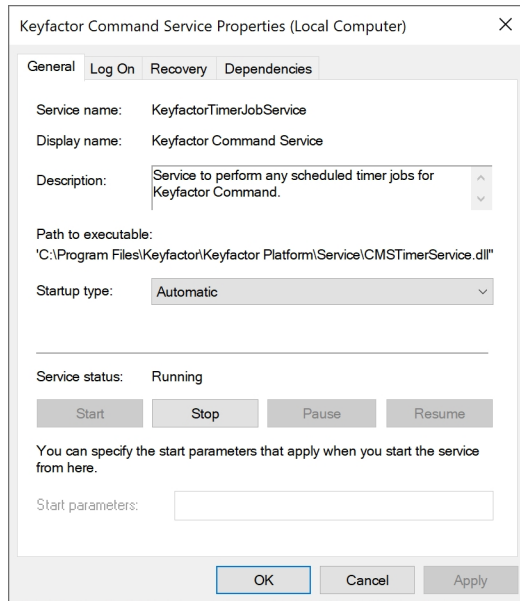 Keyfactor Command Service Properties (Local Computer)
General Log On Recovery Dependencies
Service name: KeyfactorTimerJobService
Display name: Keyfactor Command Service
Description: Service to perform any scheduled timer jobs for
Keyfactor Command.
Path to executable:
'C:\Program Files\Keyfactor\Keyfactor Platform\Service\CMSTimerService.dll"
Startup type: Automatic
Service status: Running
Start Stop Pause Resume
You can specify the start parameters that apply when you start the service
from here.
Start parameters:
OK Cancel Apply